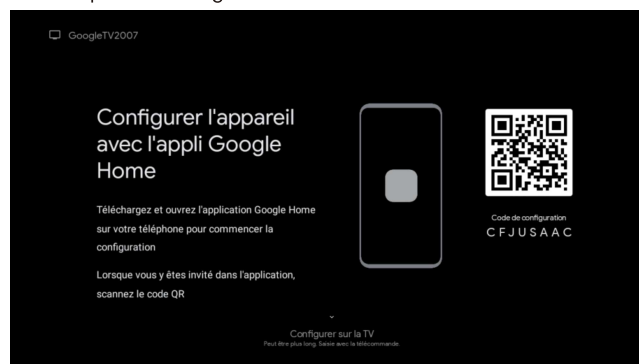 GoogleTV2007
Configurer l'appareil
avec l'appli Google
Home
Téléchargez et ouvrez l'application Google Home
sur votre téléphone pour commencer la
configuration
Lorsque vous y êtes invité dans l'application,
scannez le code QR
Code de configuration
CFJUSAAC
Configurer sur la TV
Peut être plus long. Saisie avec la télécommande.